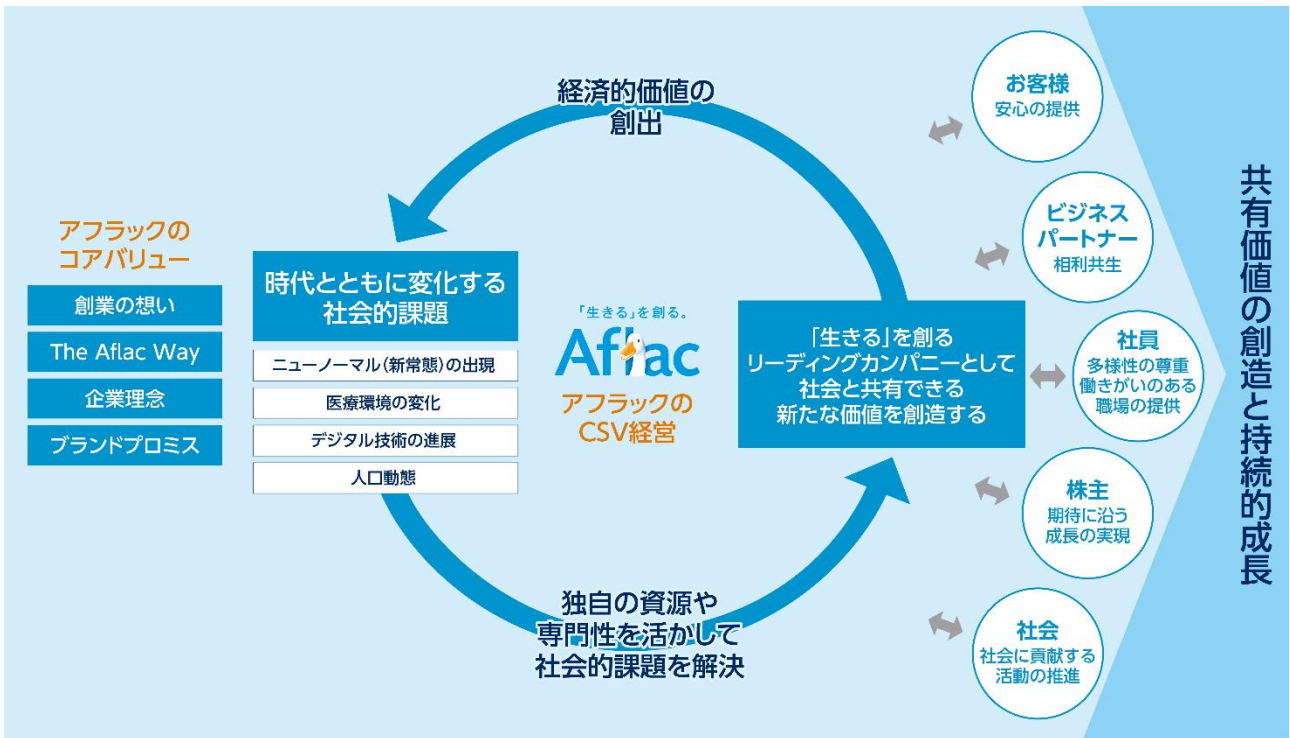 経済的価値の
創出
アフラックの
コアバリュー
創業の想い
The Aflac Way
企業理念
ブランドプロミス
時代とともに変化する
社会的課題
ニューノーマル(新常態)の出現
医療環境の変化
デジタル技術の進展
人口動態
「生きる」を創る。
Aflac
アフラックの
CSV経営
「生きる」を創る
リーディングカンパニーとして
社会と共有できる
新たな価値を創造する
独自の資源や
専門性を活かして
社会的課題を解決
お客様
安心の提供
ビジネス
パートナー
相利共生
社員
多様性の尊重
働きがいのある
職場の提供
株主
期待に沿う
成長の実現
社会
社会に貢献する
活動の推進
共有価値の創造と持続的成長